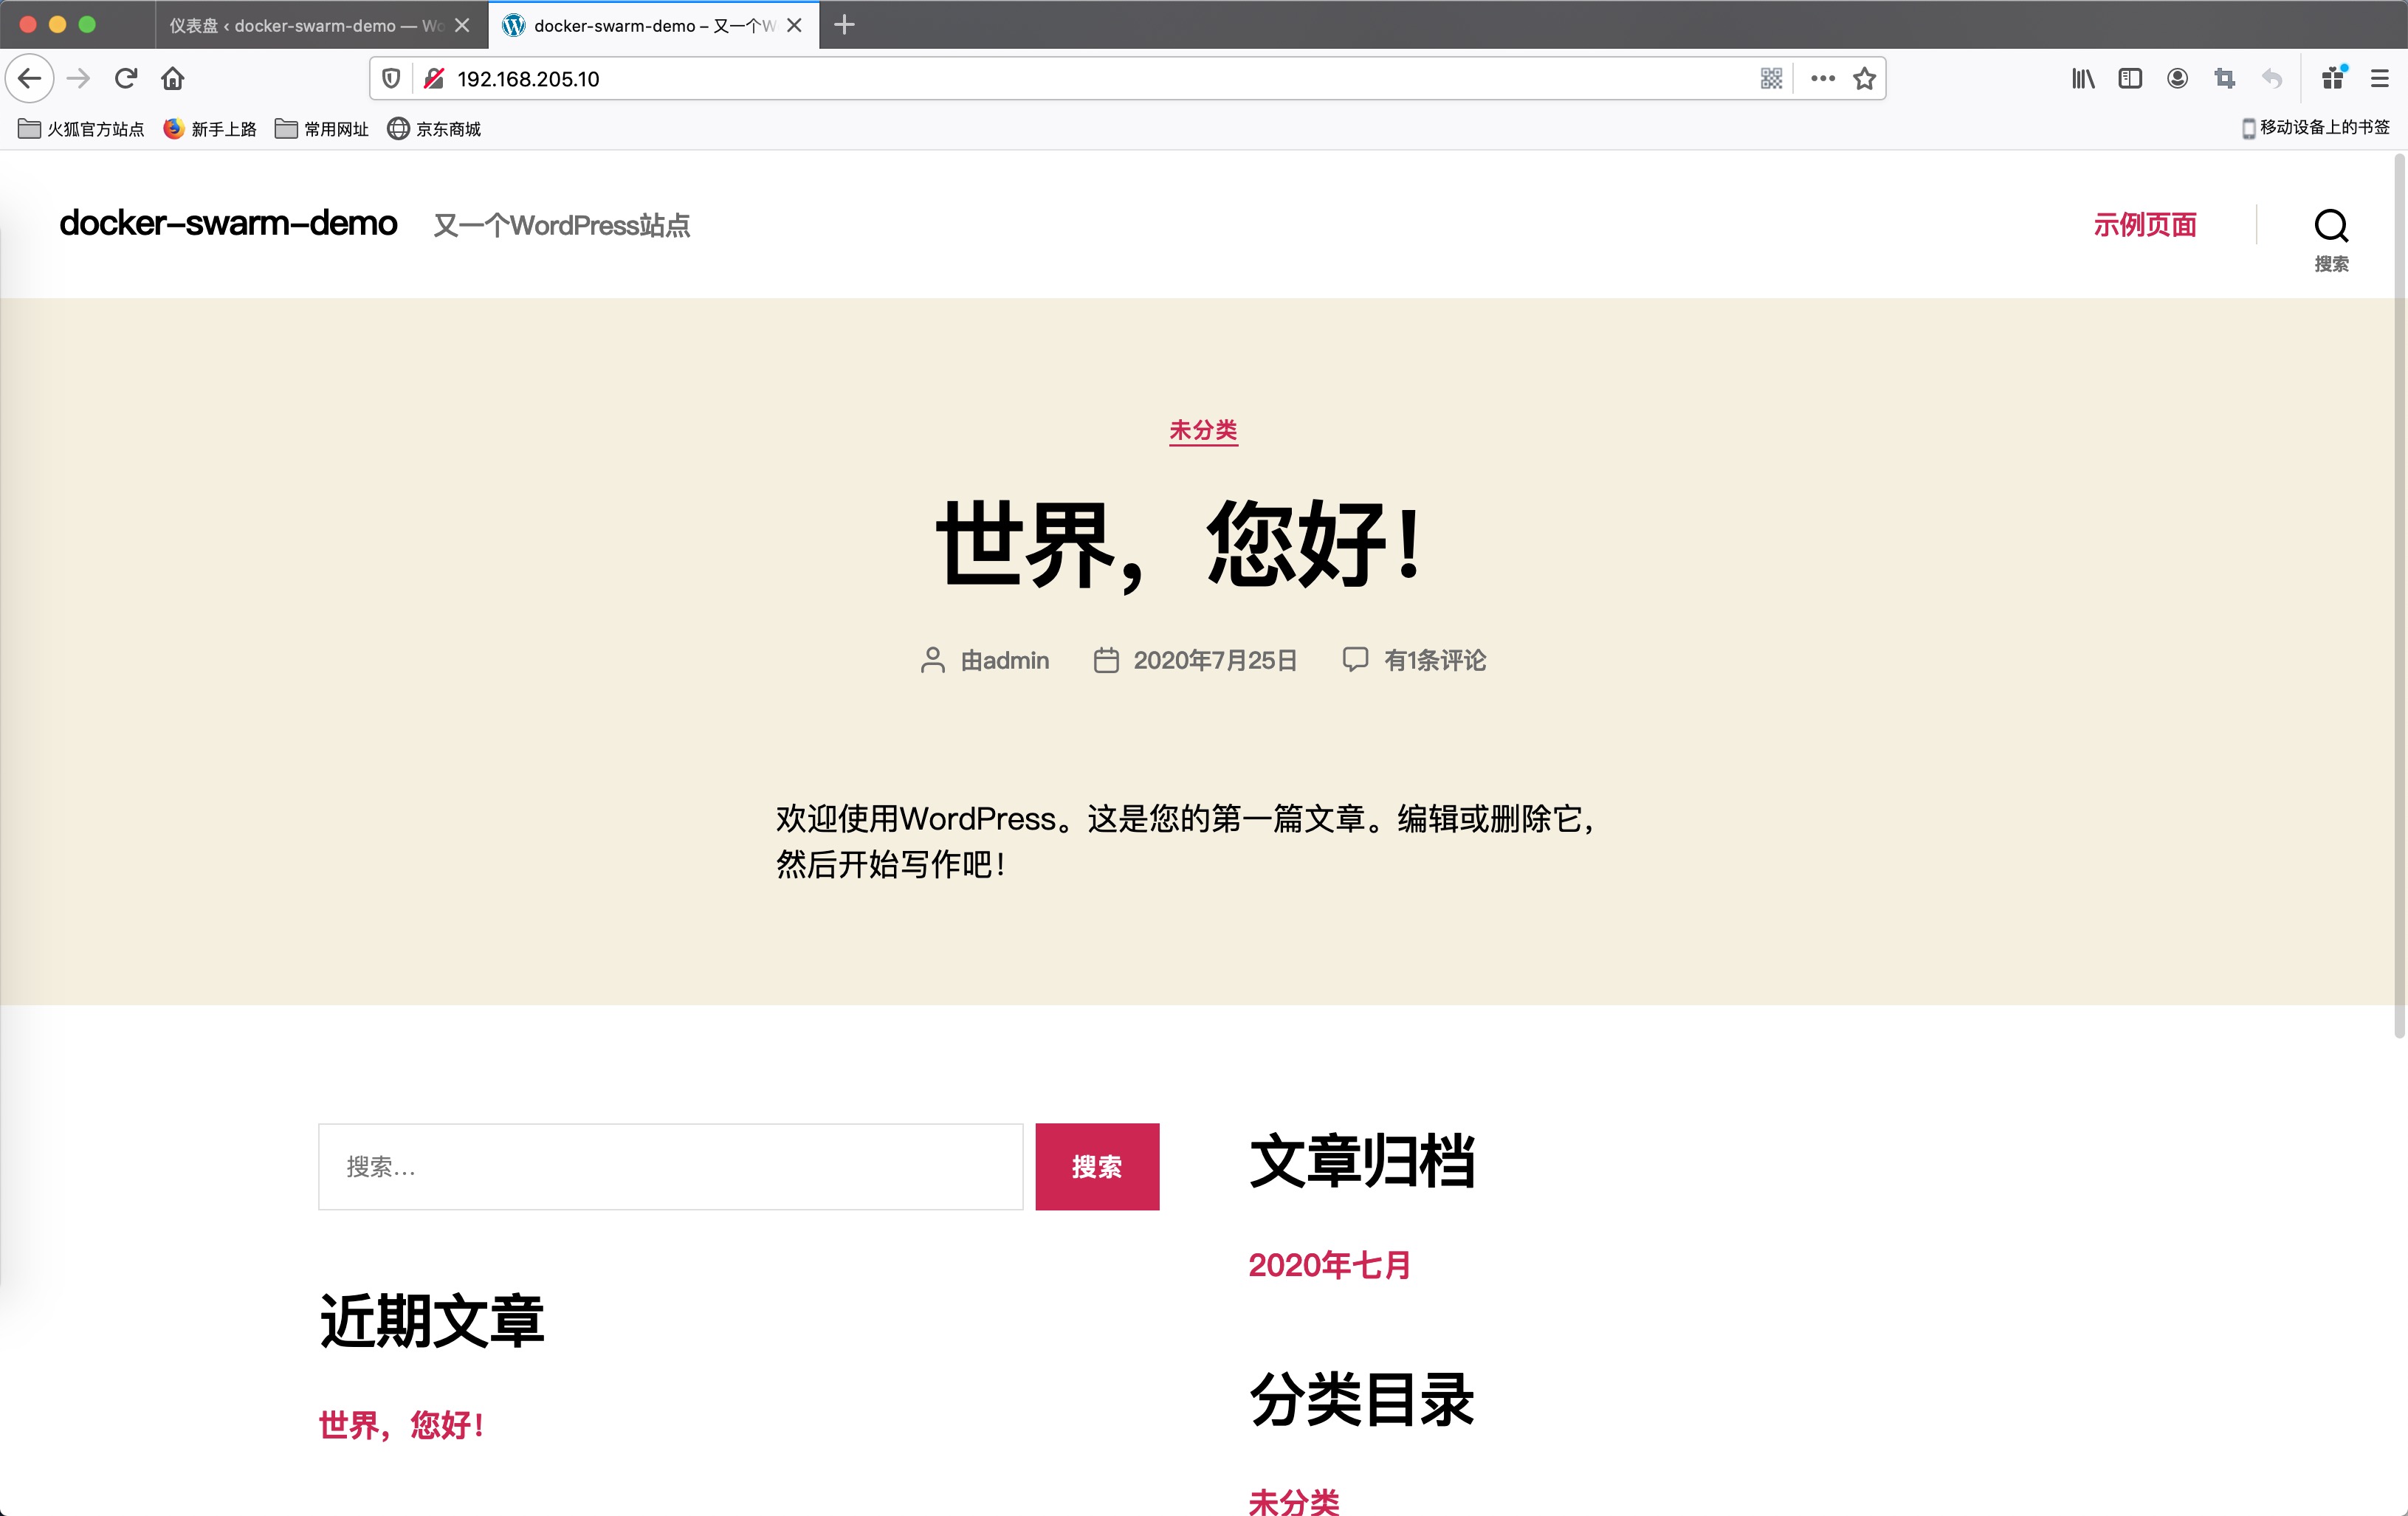 仪表盘 ‹ docker-swarm-demo — Wo
docker-swarm-demo – 又一个W
192.168.205.10
火狐官方站点 新手上路 常用网址 京东商城 移动设备上的书签
docker-swarm-demo 又一个WordPress站点 示例页面
搜索
未分类
世界，您好！
由admin 2020年7月25日 有1条评论
欢迎使用WordPress。这是您的第一篇文章。编辑或删除它，
然后开始写作吧！
搜索… 搜索
近期文章
世界，您好！
文章归档
2020年七月
分类目录
未分类